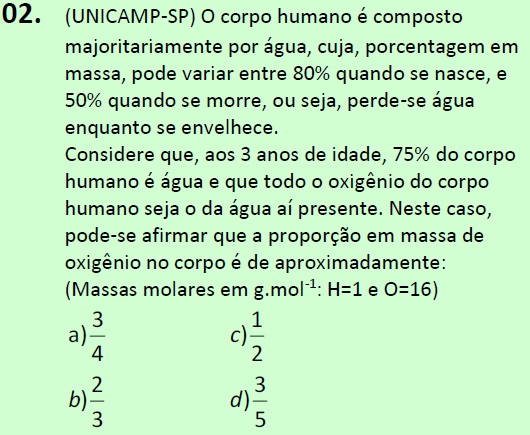 02. (UNICAMP-SP) O corpo humano é composto
majoritariamente por água, cuja, porcentagem em
massa, pode variar entre 80% quando se nasce, e
50% quando se morre, ou seja, perde-se água
enquanto se envelhece.
Considere que, aos 3 anos de idade, 75% do corpo
humano é água e que todo o oxigênio do corpo
humano seja o da água aí presente. Neste caso,
pode-se afirmar que a proporção em massa de
oxigênio no corpo é de aproximadamente:
(Massas molares em g.mol⁻¹: H=1 e O=16)
a) 3/4 c) 1/2
b) 2/3 d) 3/5